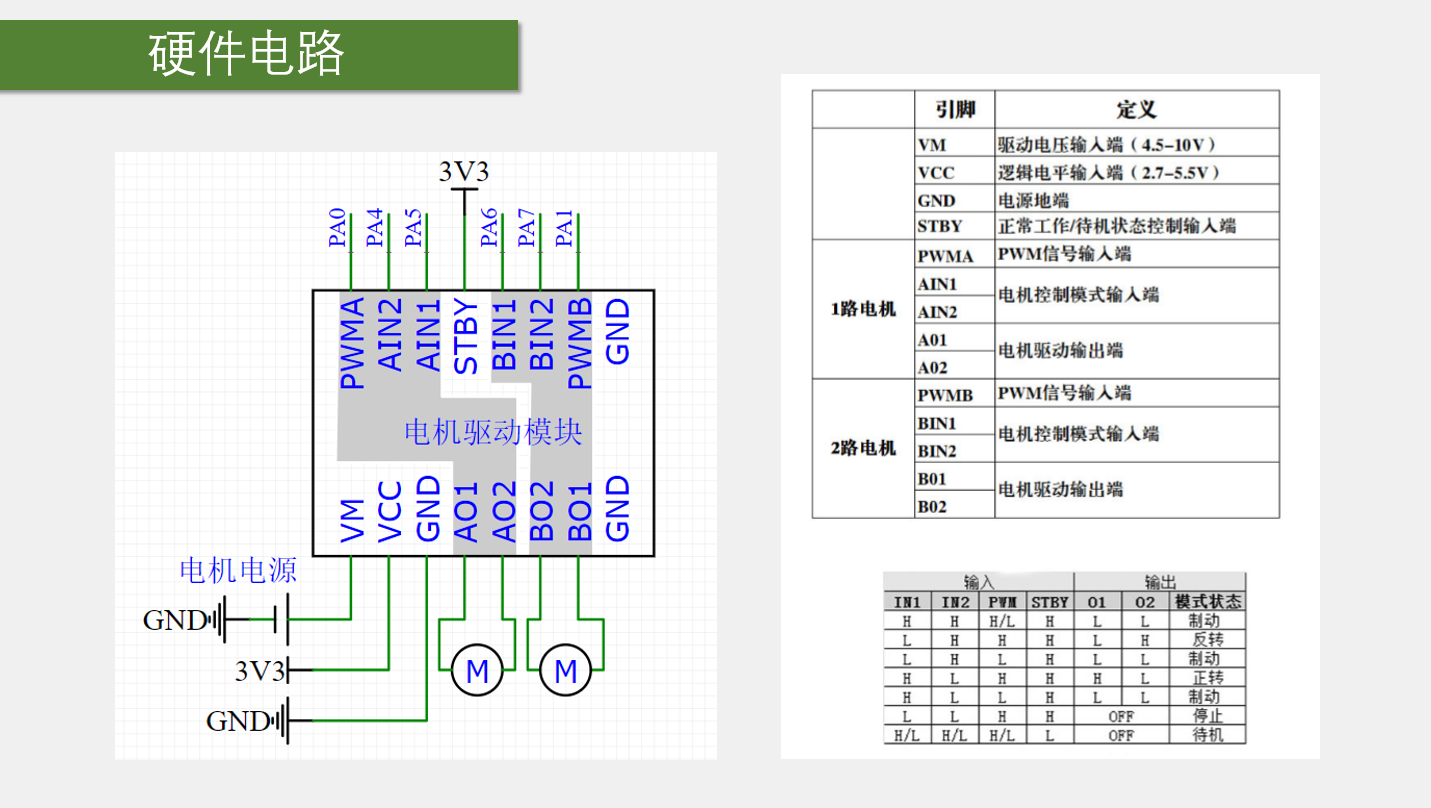 硬件电路
3V3
PA0
PA4
PA5
PA6
PA7
PA1
PWMA
AIN2
AIN1
STBY
BIN1
BIN2
PWMB
GND
电机驱动模块
VM
VCC
GND
AO1
AO2
BO2
BO1
GND
电机电源
GND
3V3
GND
M
M
引脚 定义
VM 驱动电压输入端（4.5-10V）
VCC 逻辑电平输入端（2.7-5.5V）
GND 电源地端
STBY 正常工作/待机状态控制输入端
1路电机
PWMA PWM信号输入端
AIN1
电机控制模式输入端
AIN2
A01
电机驱动输出端
A02
2路电机
PWMB PWM信号输入端
BIN1
电机控制模式输入端
BIN2
B01
电机驱动输出端
B02
输入 输出
IN1 IN2 PWM STBY O1 O2 模式状态
H H H/L H L L 制动
L H H H L H 反转
L H L H L L 制动
H L H H H L 正转
H L L H L L 制动
L L H H OFF 停止
H/L H/L H/L L OFF 待机